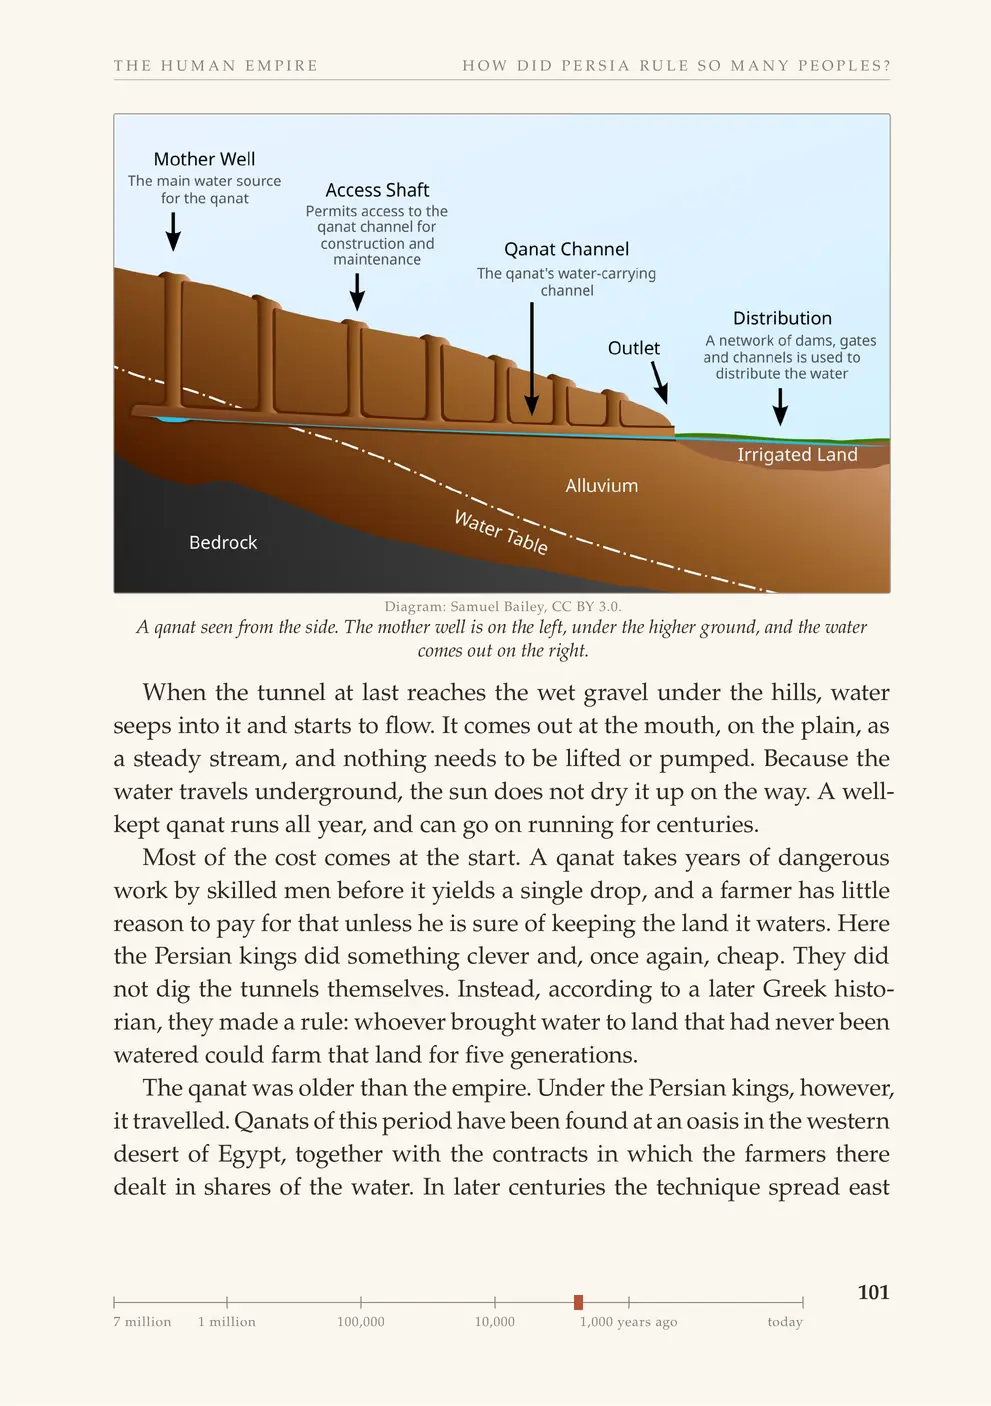 THE HUMAN EMPIRE
HOW DID PERSIA RULE SO MANY PEOPLES?
Mother Well
The main water source
for the qanat
Access Shaft
Permits access to the
qanat channel for
construction and
maintenance
Qanat Channel
The qanat's water-carrying
channel
Outlet
Distribution
A network of dams, gates
and channels is used to
distribute the water
Irrigated Land
Alluvium
Water Table
Bedrock
Diagram: Samuel Bailey, CC BY 3.0.
A qanat seen from the side. The mother well is on the left, under the higher ground, and the water
comes out on the right.
When the tunnel at last reaches the wet gravel under the hills, water
seeps into it and starts to flow. It comes out at the mouth, on the plain, as
a steady stream, and nothing needs to be lifted or pumped. Because the
water travels underground, the sun does not dry it up on the way. A well-
kept qanat runs all year, and can go on running for centuries.
Most of the cost comes at the start. A qanat takes years of dangerous
work by skilled men before it yields a single drop, and a farmer has little
reason to pay for that unless he is sure of keeping the land it waters. Here
the Persian kings did something clever and, once again, cheap. They did
not dig the tunnels themselves. Instead, according to a later Greek histo-
rian, they made a rule: whoever brought water to land that had never been
watered could farm that land for five generations.
The qanat was older than the empire. Under the Persian kings, however,
it travelled. Qanats of this period have been found at an oasis in the western
desert of Egypt, together with the contracts in which the farmers there
dealt in shares of the water. In later centuries the technique spread east
101
7 million
1 million
100,000
10,000
1,000 years ago
today